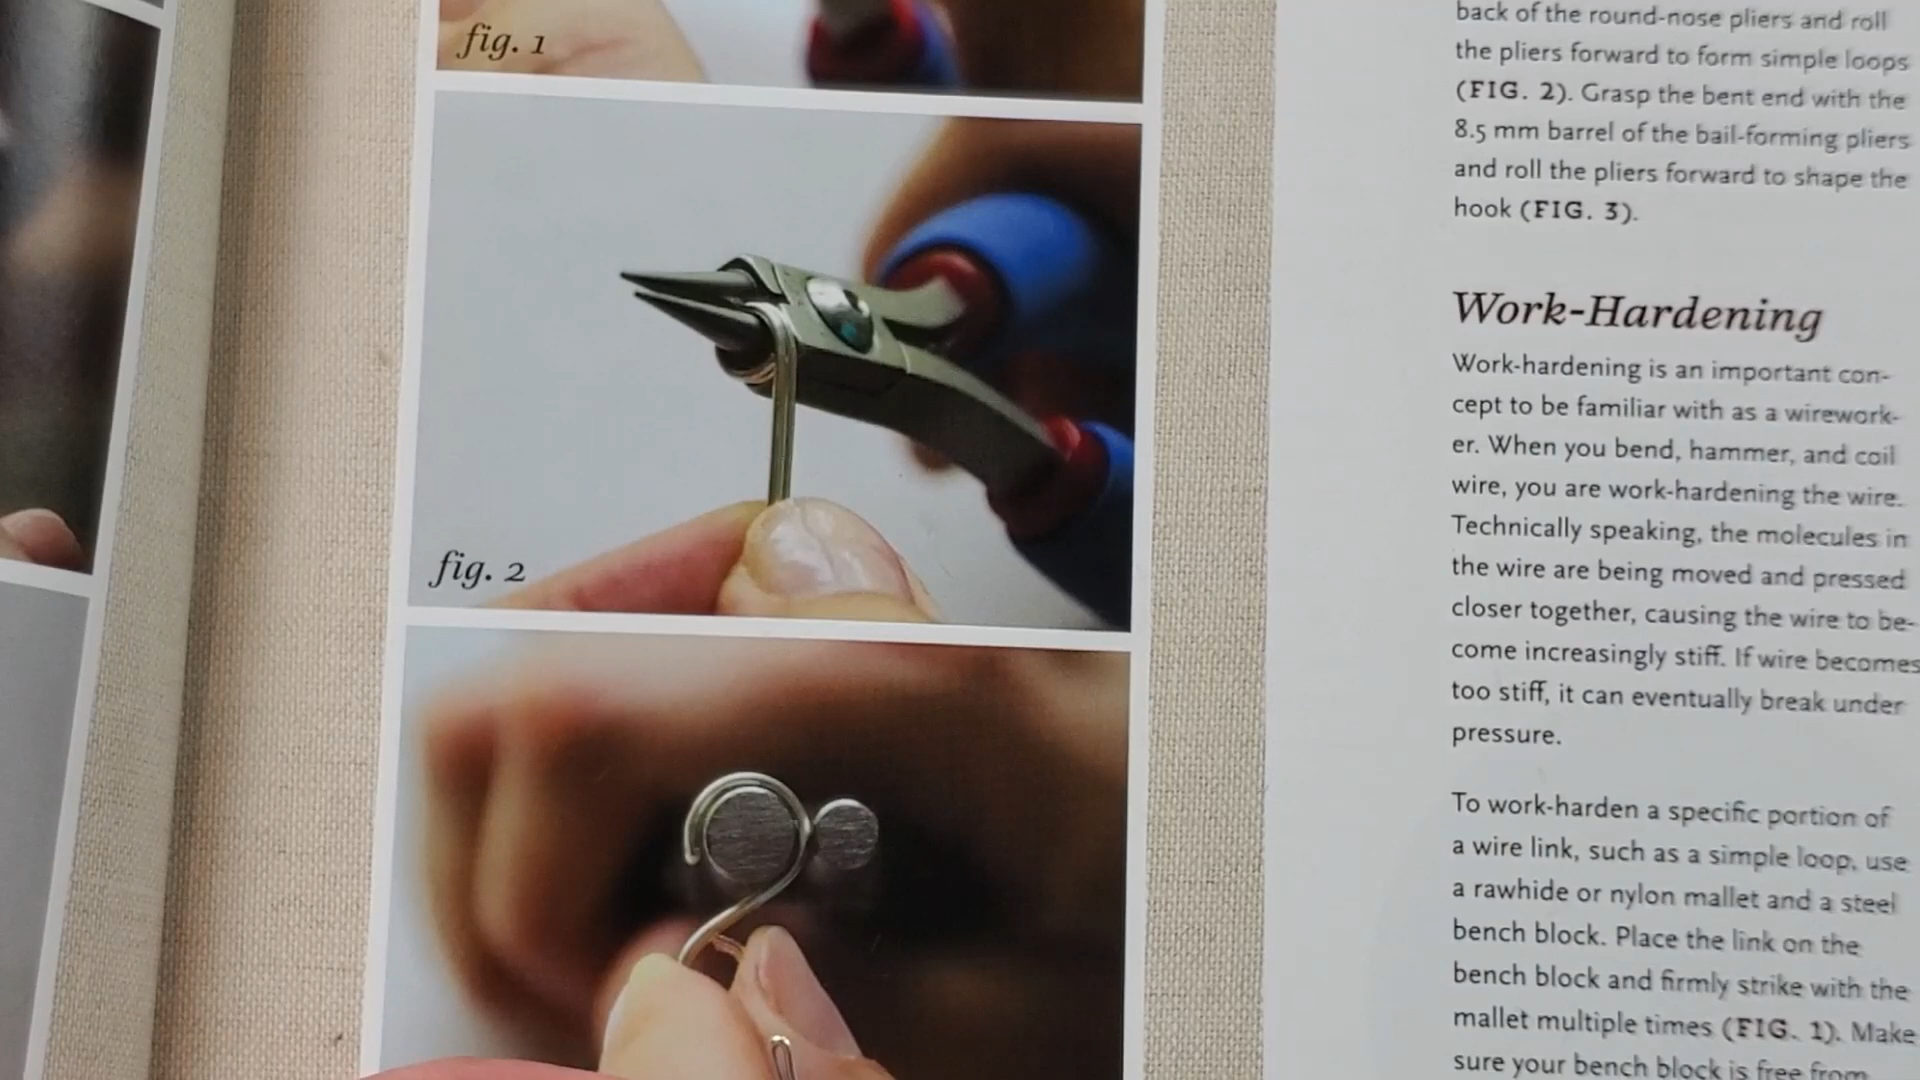 fig. 1
fig. 2
back of the round-nose pliers and roll
the pliers forward to form simple loops
(FIG. 2). Grasp the bent end with the
8.5 mm barrel of the bail-forming pliers
and roll the pliers forward to shape the
hook (FIG. 3).
Work-Hardening
Work-hardening is an important con-
cept to be familiar with as a wirework-
er. When you bend, hammer, and coil
wire, you are work-hardening the wire.
Technically speaking, the molecules in
the wire are being moved and pressed
closer together, causing the wire to be-
come increasingly stiff. If wire becomes
too stiff, it can eventually break under
pressure.
To work-harden a specific portion of
a wire link, such as a simple loop, use
a rawhide or nylon mallet and a steel
bench block. Place the link on the
bench block and firmly strike with the
mallet multiple times (FIG. 1). Make
sure your bench block is free from